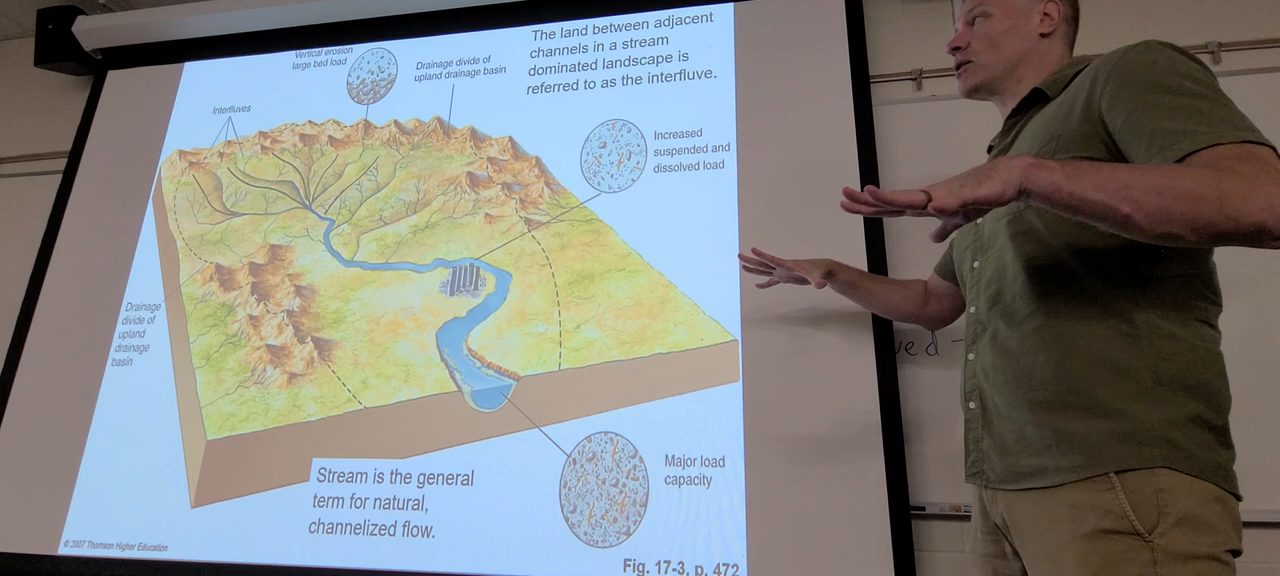 Vertical erosion
large bed load
Drainage divide of
upland drainage basin
The land between adjacent
channels in a stream
dominated landscape is
referred to as the interfluve.
Interfluves
Increased
suspended and
dissolved load
Drainage
divide of
upland
drainage
basin
Stream is the general
term for natural,
channelized flow.
Major load
capacity
© 2007 Thomson Higher Education
Fig. 17-3, p. 472